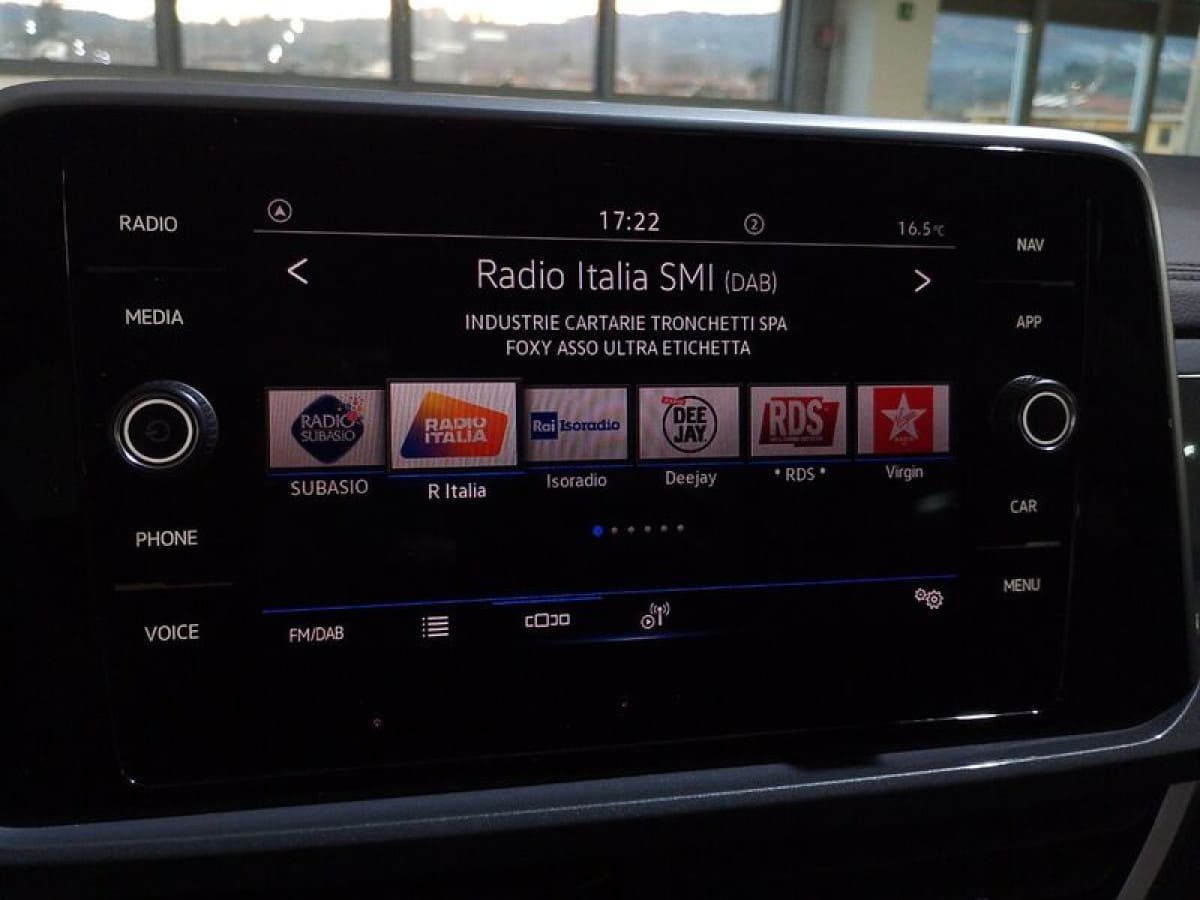 RADIO
MEDIA
PHONE
VOICE
17:22
2
16.5°C
Radio Italia SMI (DAB)
INDUSTRIE CARTARIE TRONCHETTI SPA
FOXY ASSO ULTRA ETICHETTA
RADIO
SUBASIO
RADIO
ITALIA
Rai Isoradio
DEE
JAY.
RDS
SUBASIO
R Italia
Isoradio
Deejay
* RDS *
Virgin
FM/DAB
NAV
APP
CAR
MENU